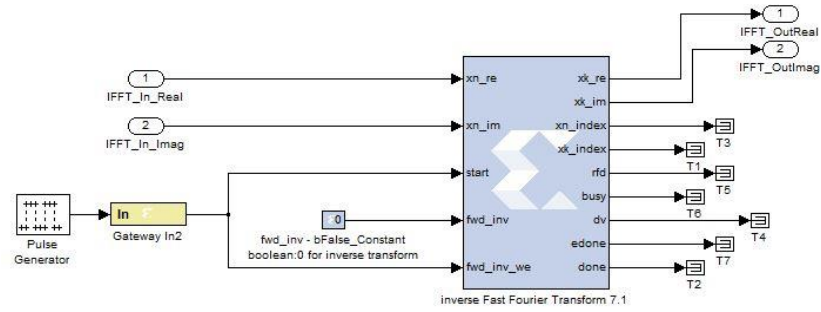 1
IFFT_OutReal
2
IFFT_OutImag
1
IFFT_In_Real
2
IFFT_In_Imag
xn_re
xn_im
start
fwd_inv
fwd_inv_we
xk_re
xk_im
xn_index
xk_index
rfd
busy
dv
edone
done
T3
T1
T5
T6
T4
T7
T2
Pulse
Generator
In
Gateway In2
0
fwd_inv - bFalse_Constant
boolean:0 for inverse transform
inverse Fast Fourier Transform 7.1